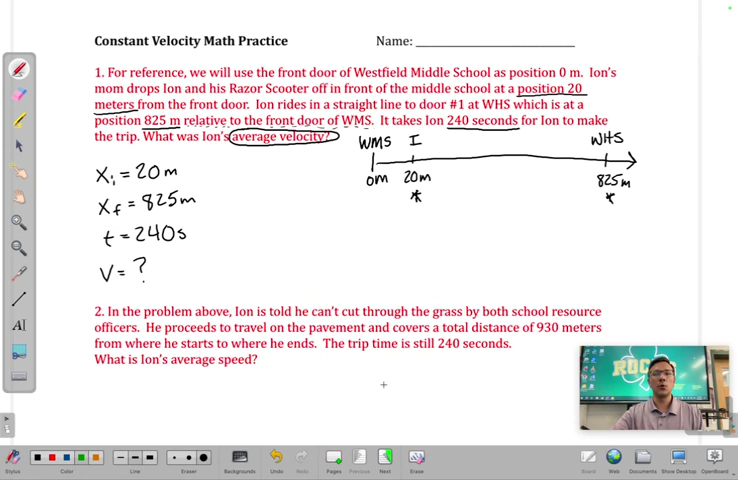 Constant Velocity Math Practice Name: ____________________
1. For reference, we will use the front door of Westfield Middle School as position 0 m. Ion's
mom drops Ion and his Razor Scooter off in front of the middle school at a position 20
meters from the front door. Ion rides in a straight line to door #1 at WHS which is at a
position 825 m relative to the front door of WMS. It takes Ion 240 seconds for Ion to make
the trip. What was Ion's average velocity?
WMS I WHS
0m 20m 825m
* *
Xi = 20m
Xf = 825m
t = 240s
V = ?
2. In the problem above, Ion is told he can't cut through the grass by both school resource
officers. He proceeds to travel on the pavement and covers a total distance of 930 meters
from where he starts to where he ends. The trip time is still 240 seconds.
What is Ion's average speed?
Stylus Color Line Eraser Backgrounds Undo Redo Pages Previous Next Erase Board Web Documents Show Desktop OpenBoard